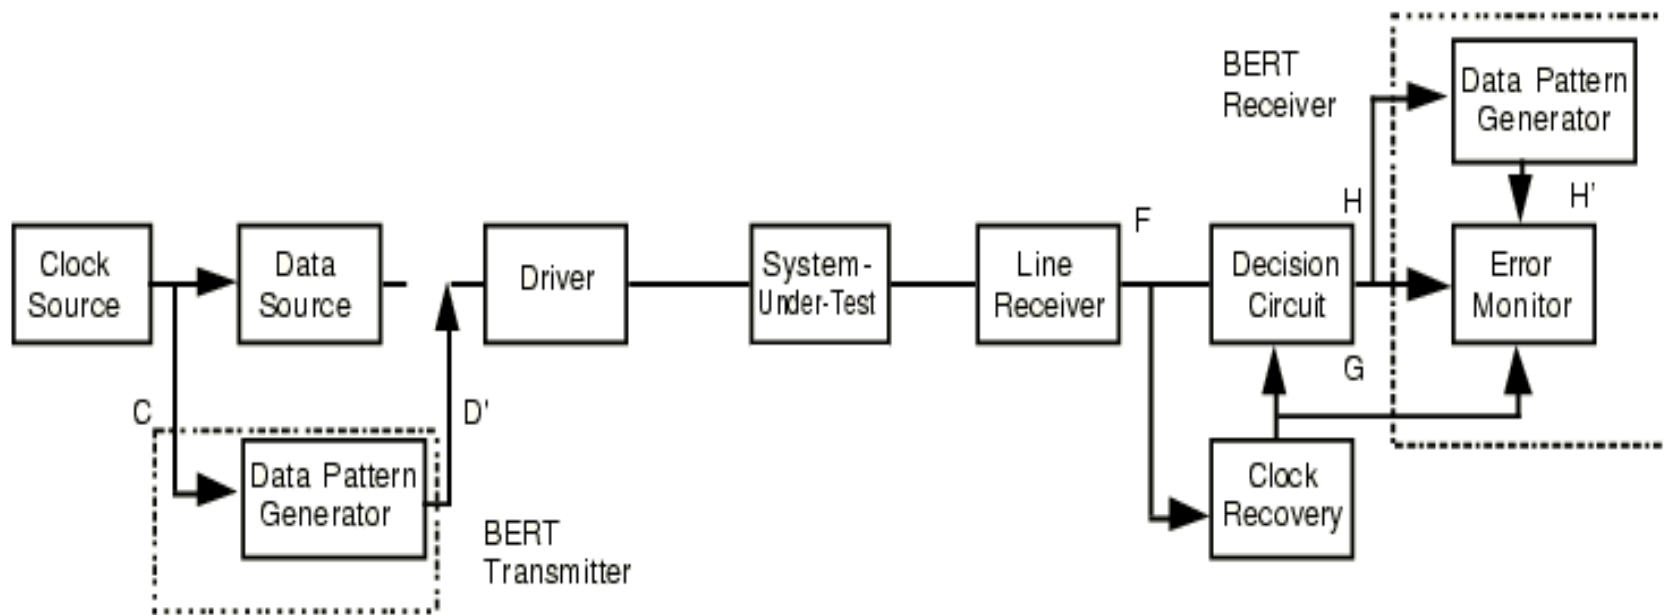 BERT
Receiver
Data Pattern
Generator
H
H'
F
Clock
Source
Data
Source
Driver
System-
Under-Test
Line
Receiver
Decision
Circuit
Error
Monitor
G
C
D'
Data Pattern
Generator
BERT
Transmitter
Clock
Recovery